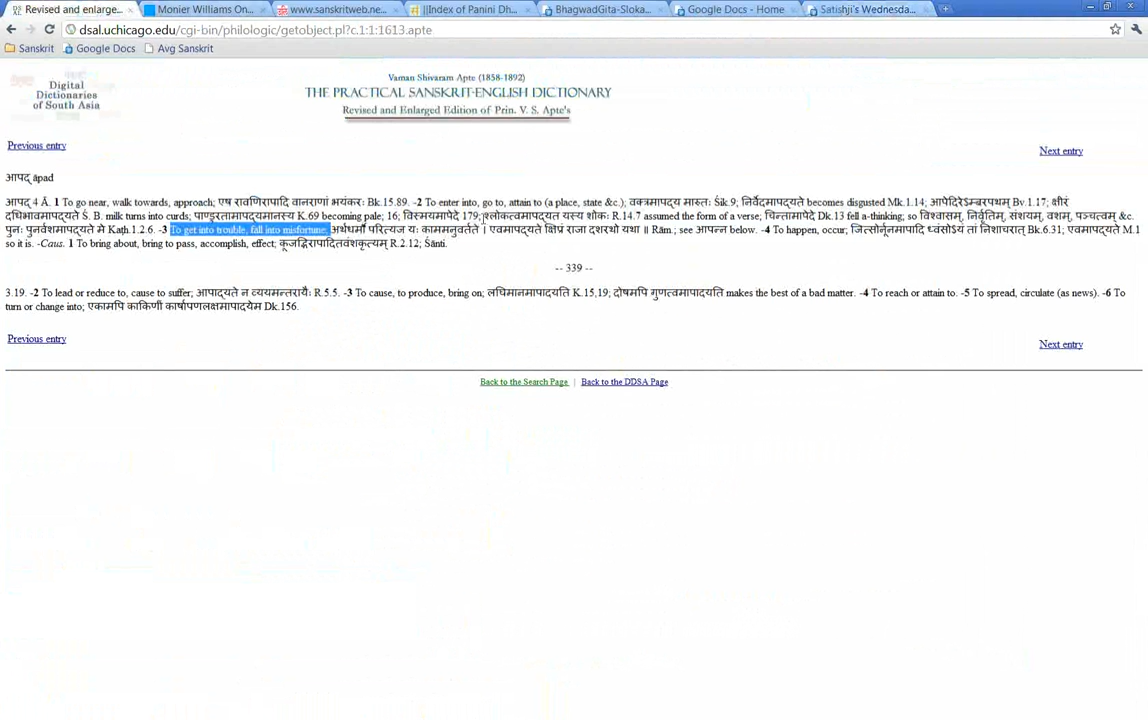 Revised and enlarge...
Monier Williams On...
www.sanskritweb.ne...
||Index of Panini Dh...
BhagwadGita-Sloka...
Google Docs - Home
Satishji's Wednesda...
dsal.uchicago.edu/cgi-bin/philologic/getobject.pl?c.1:1:1613.apte
Sanskrit Google Docs Avg Sanskrit
Digital
Dictionaries
of South Asia
Vaman Shivaram Apte (1858-1892)
THE PRACTICAL SANSKRIT-ENGLISH DICTIONARY
Revised and Enlarged Edition of Prin. V. S. Apte's
Previous entry
Next entry
आपद् āpad
आपद् 4 Ā. 1 To go near, walk towards, approach; एष रावणिरापादि वानराणां भयंकरः Bk.15.89. -2 To enter into, go to, attain to (a place, state &c.); वक्त्रमापद्य मारुतः Śik.9; निर्वेदमापद्यते becomes disgusted Mk.1.14; आपेदिरेऽम्बरपथम् Bv.1.17; क्षीरं
दधिभावमापद्यते Ś. B. milk turns into curds; पाण्डुरतामापद्यमानस्य K.69 becoming pale; 16; विस्मयमापेदे 179; श्लोकत्वमापद्यत यस्य शोकः R.14.7 assumed the form of a verse; चिन्तामापेदे Dk.13 fell a-thinking; so विश्वासम्, निर्वृतिम्, संशयम्, वशम्, पञ्चत्वम् &c.
पुनः पुनर्वशमापद्यते मे Kaṭh.1.2.6. -3 To get into trouble, fall into misfortune; अर्थधर्मौ परित्यज यः काममनुवर्तते । एवमापद्यते क्षिप्रं राजा दशरथो यथा ॥ Rām.; see आपन्न below. -4 To happen, occur; जित्सोर्नूनमापादि ध्वंसोऽयं तां निशाचरात् Bk.6.31; एवमापद्यते M.1
so it is. -Caus. 1 To bring about, bring to pass, accomplish, effect; कूजद्भिरापादितवंशकृत्यम् R.2.12; Śānti.
-- 339 --
3.19. -2 To lead or reduce to, cause to suffer; आपाद्यते न व्ययमन्तरायैः R.5.5. -3 To cause, to produce, bring on; लघिमानमापादयति K.15,19; दोषमपि गुणत्वमापादयति makes the best of a bad matter. -4 To reach or attain to. -5 To spread, circulate (as news). -6 To
turn or change into; एकामपि काकिणीं कार्षापणलक्षमापादयेम Dk.156.
Previous entry
Next entry
Back to the Search Page | Back to the DDSA Page